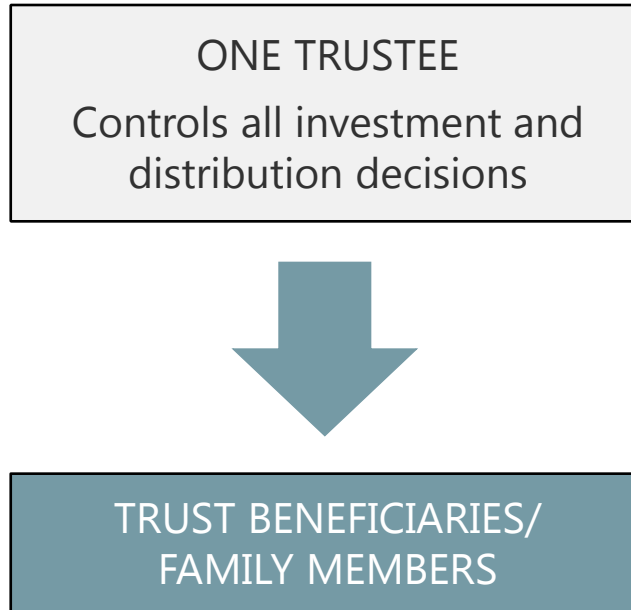 ONE TRUSTEE
Controls all investment and
distribution decisions
TRUST BENEFICIARIES/
FAMILY MEMBERS